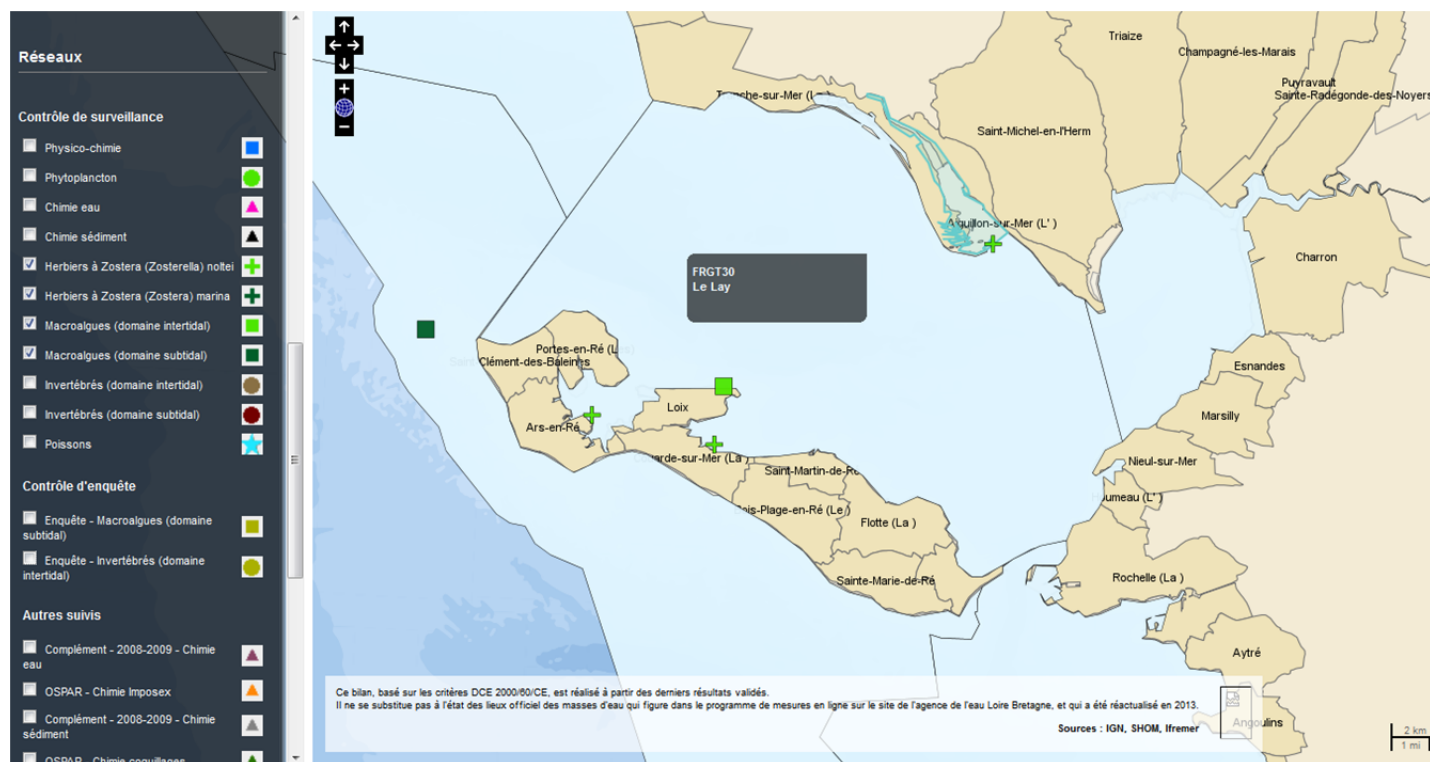 Réseaux
Contrôle de surveillance
Physico-chimie
Phytoplancton
Chimie eau
Chimie sédiment
Herbiers à Zostera (Zosterella) noltei
Herbiers à Zostera (Zostera) marina
Macroalgues (domaine intertidal)
Macroalgues (domaine subtidal)
Invertébrés (domaine intertidal)
Invertébrés (domaine subtidal)
Poissons
Contrôle d'enquête
Enquête - Macroalgues (domaine
subtidal)
Enquête - Invertébrés (domaine
intertidal)
Autres suivis
Complément - 2008-2009 - Chimie
eau
OSPAR - Chimie Imposex
Complément - 2008-2009 - Chimie
sédiment
OSPAR - Chimie coquillages
Triaize
Champagné-les-Marais
Puyravault
Sainte-Radégonde-des-Noyers
Saint-Michel-en-l'Herm
(L' )
Charron
FRGT30
Le Lay
Portes-en-Ré
Clément-des-Baleines
Loix
Ars-en-Ré
(La )
Saint-Martin-de-Ré
(Le )
Flotte (La )
Sainte-Marie-de-Ré
Esnandes
Marsilly
Nieul-sur-Mer
(L' )
Rochelle (La )
Aytré
Angoulins
Ce bilan, basé sur les critères DCE 2000/60/CE, est réalisé à partir des derniers résultats validés.
Il ne se substitue pas à l'état des lieux officiel des masses d'eau qui figure dans le programme de mesures en ligne sur le site de l'agence de l'eau Loire Bretagne, et qui a été réactualisé en 2013.
Sources : IGN, SHOM, Ifremer
2 km
1 mi